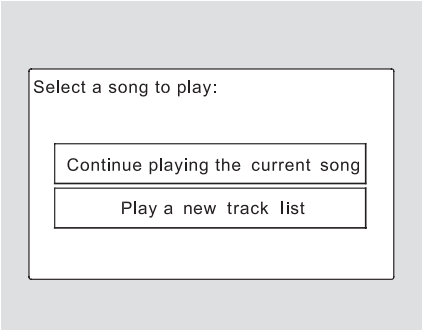 Select a song to play:
Continue playing the current song
Play a new track list